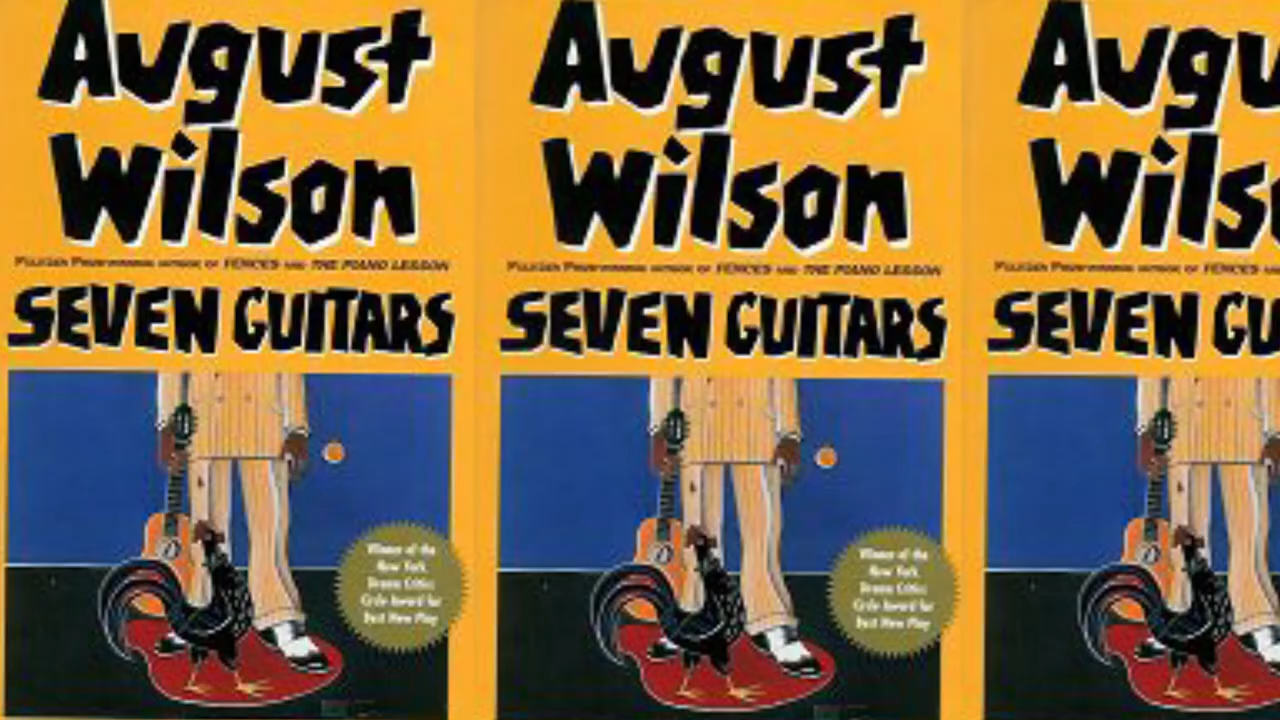 August
Wilson
PULITZER PRIZE-WINNING AUTHOR OF FENCES AND THE PIANO LESSON
SEVEN GUITARS
Winner of the
New York
Drama Critics
Circle Award for
Best New Play
August
Wilson
PULITZER PRIZE-WINNING AUTHOR OF FENCES AND THE PIANO LESSON
SEVEN GUITARS
Winner of the
New York
Drama Critics
Circle Award for
Best New Play
Augu
Wilso
PULITZER PRIZE-WINNING AUTHOR OF FENCES
SEVEN GU